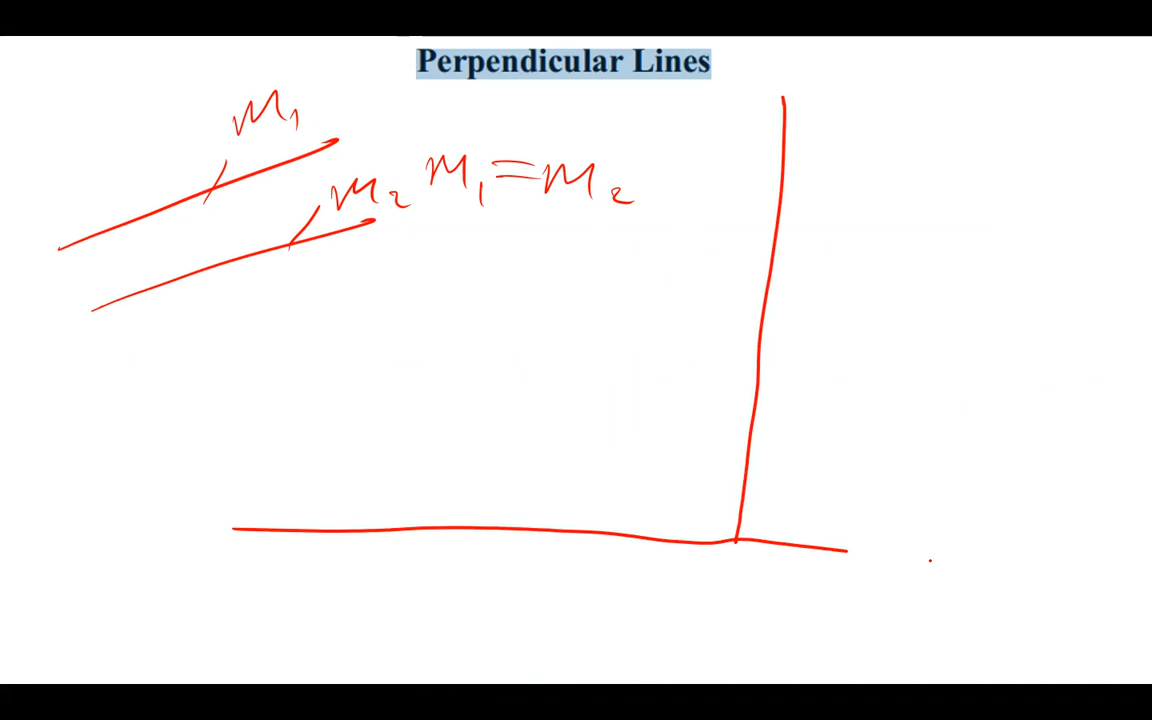 Perpendicular Lines
m₁
m₂ m₁ = m₂